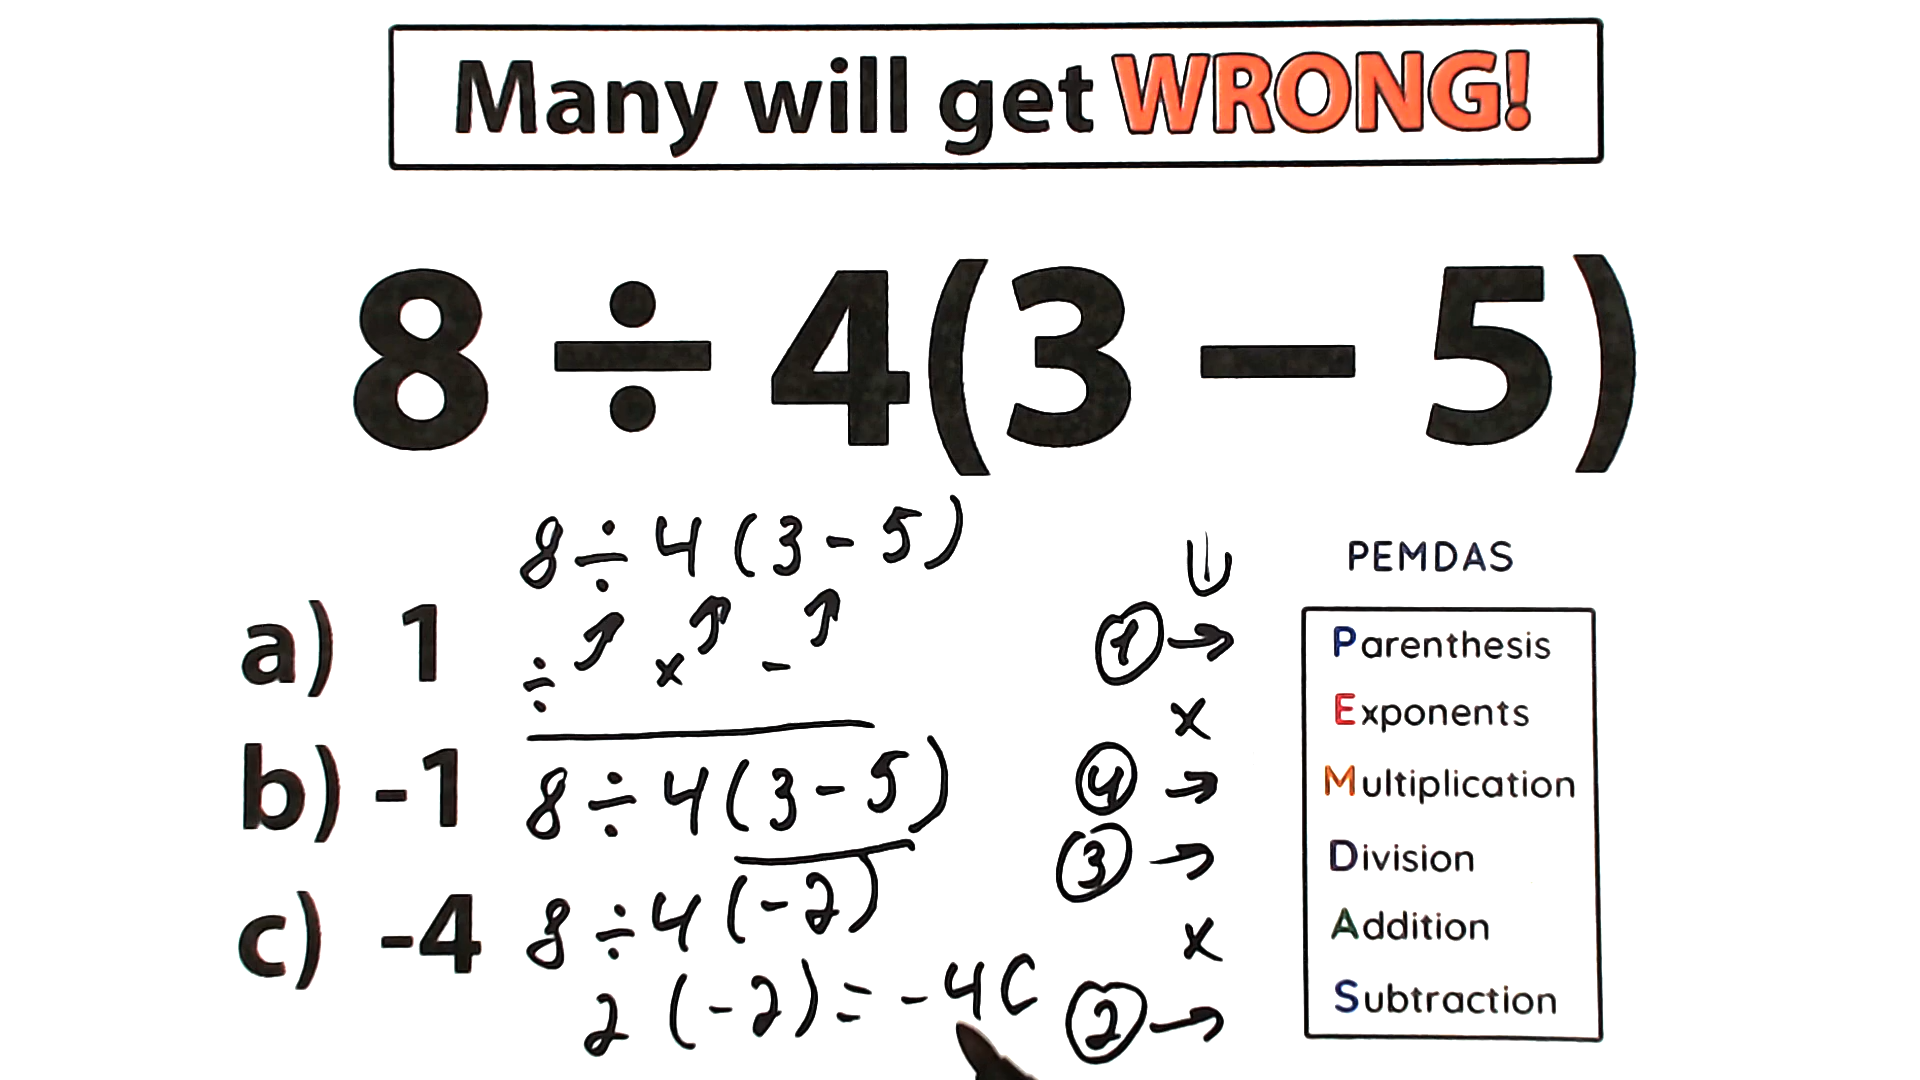 Many will get WRONG!
8 ÷ 4(3 − 5)
8 ÷ 4 (3 - 5)
÷ × -
a) 1
b) -1
c) -4
8 ÷ 4 (3 - 5)
8 ÷ 4 (-2)
2 (-2) = -4 C
PEMDAS
1 → Parenthesis
× Exponents
4 → Multiplication
3 → Division
× Addition
2 → Subtraction